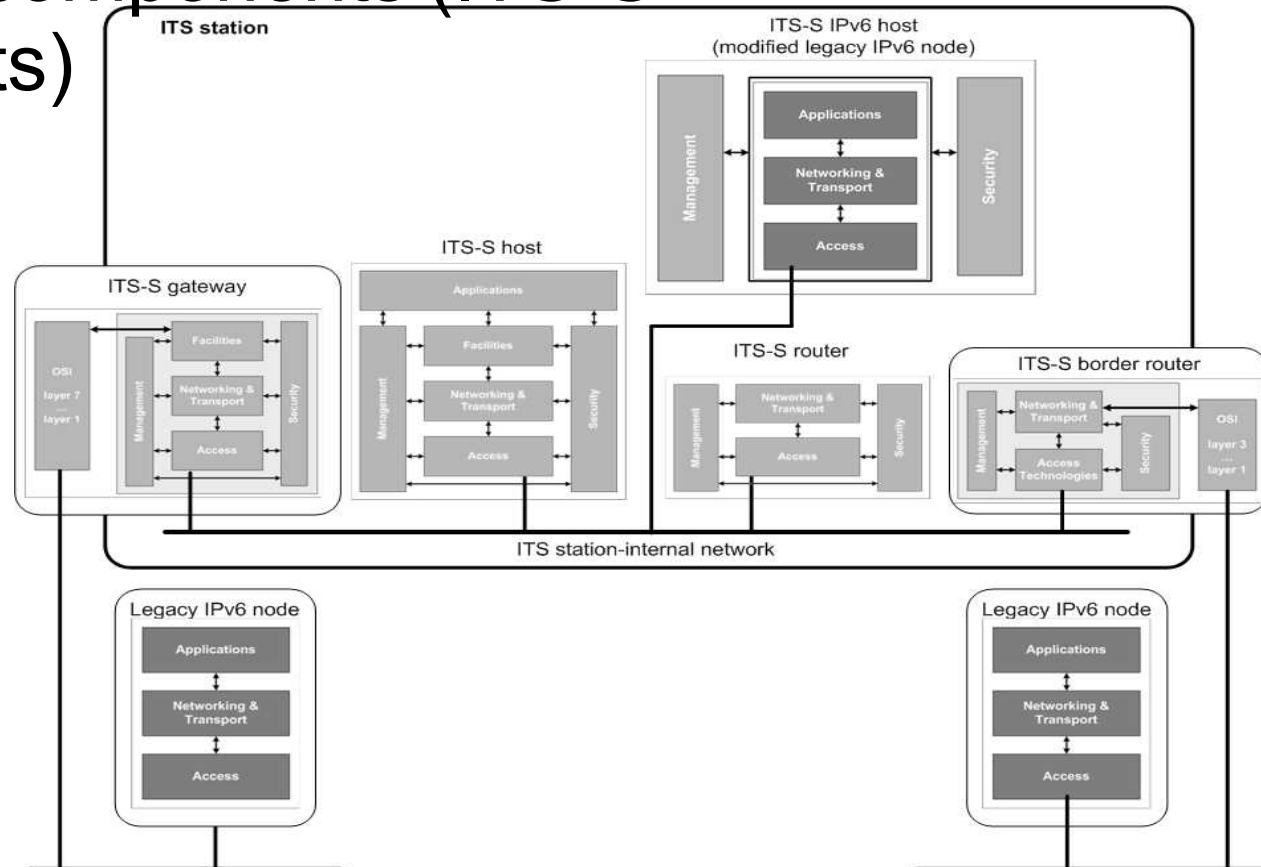 ts)
ITS station
ITS-S IPv6 host
(modified legacy IPv6 node)
Management
Applications
Networking &
Transport
Access
Security
ITS-S gateway
OSI
layer 7
...
layer 1
Management
Facilities
Networking &
Transport
Access
Security
ITS-S host
Applications
Management
Facilities
Networking &
Transport
Access
Security
ITS-S router
Management
Networking &
Transport
Access
Security
ITS-S border router
Management
Networking &
Transport
Access
Technologies
Security
OSI
layer 3
...
layer 1
ITS station-internal network
Legacy IPv6 node
Applications
Networking &
Transport
Access
Legacy IPv6 node
Applications
Networking &
Transport
Access